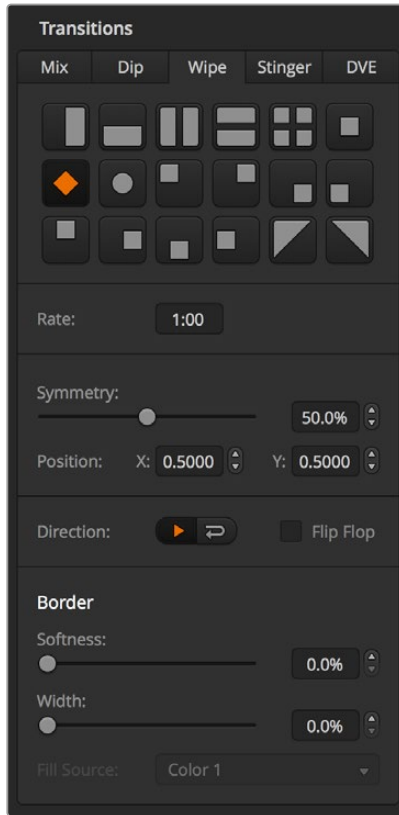 Transitions
Mix Dip Wipe Stinger DVE
Rate: 1:00
Symmetry:
50.0%
Position: X: 0.5000 Y: 0.5000
Direction: Flip Flop
Border
Softness:
0.0%
Width:
0.0%
Fill Source: Color 1